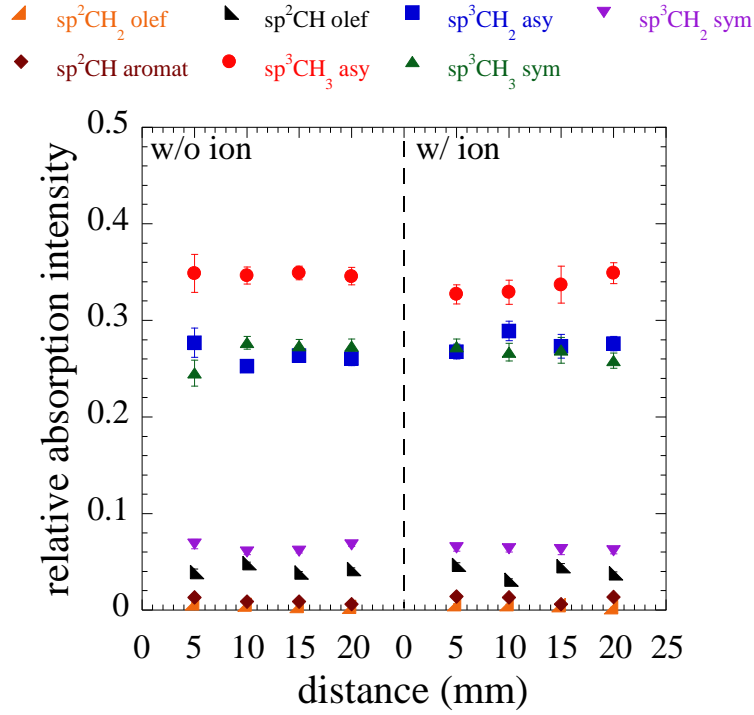 sp²CH₂ olef sp²CH olef sp³CH₂ asy sp³CH₂ sym
sp²CH aromat sp³CH₃ asy sp³CH₃ sym
w/o ion w/ ion
0.5
0.4
0.3
0.2
0.1
0
relative absorption intensity
0 5 10 15 20 0 5 10 15 20 25
distance (mm)